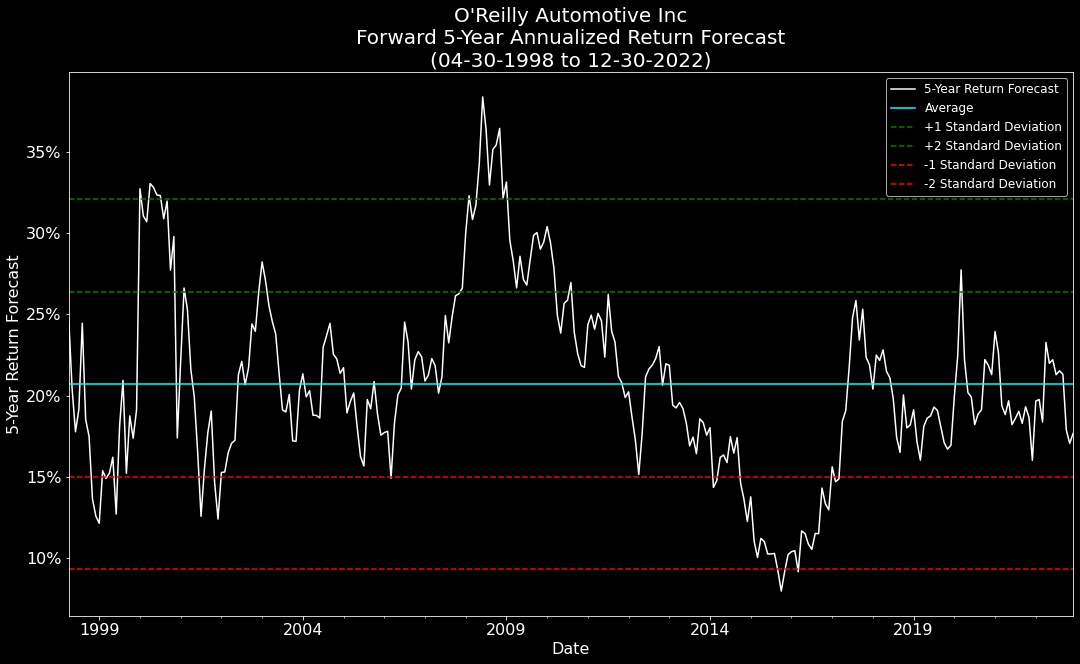 O'Reilly Automotive Inc
Forward 5-Year Annualized Return Forecast
(04-30-1998 to 12-30-2022)
5-Year Return Forecast
Average
+1 Standard Deviation
+2 Standard Deviation
-1 Standard Deviation
-2 Standard Deviation
5-Year Return Forecast
35%
30%
25%
20%
15%
10%
1999
2004
2009
2014
2019
Date